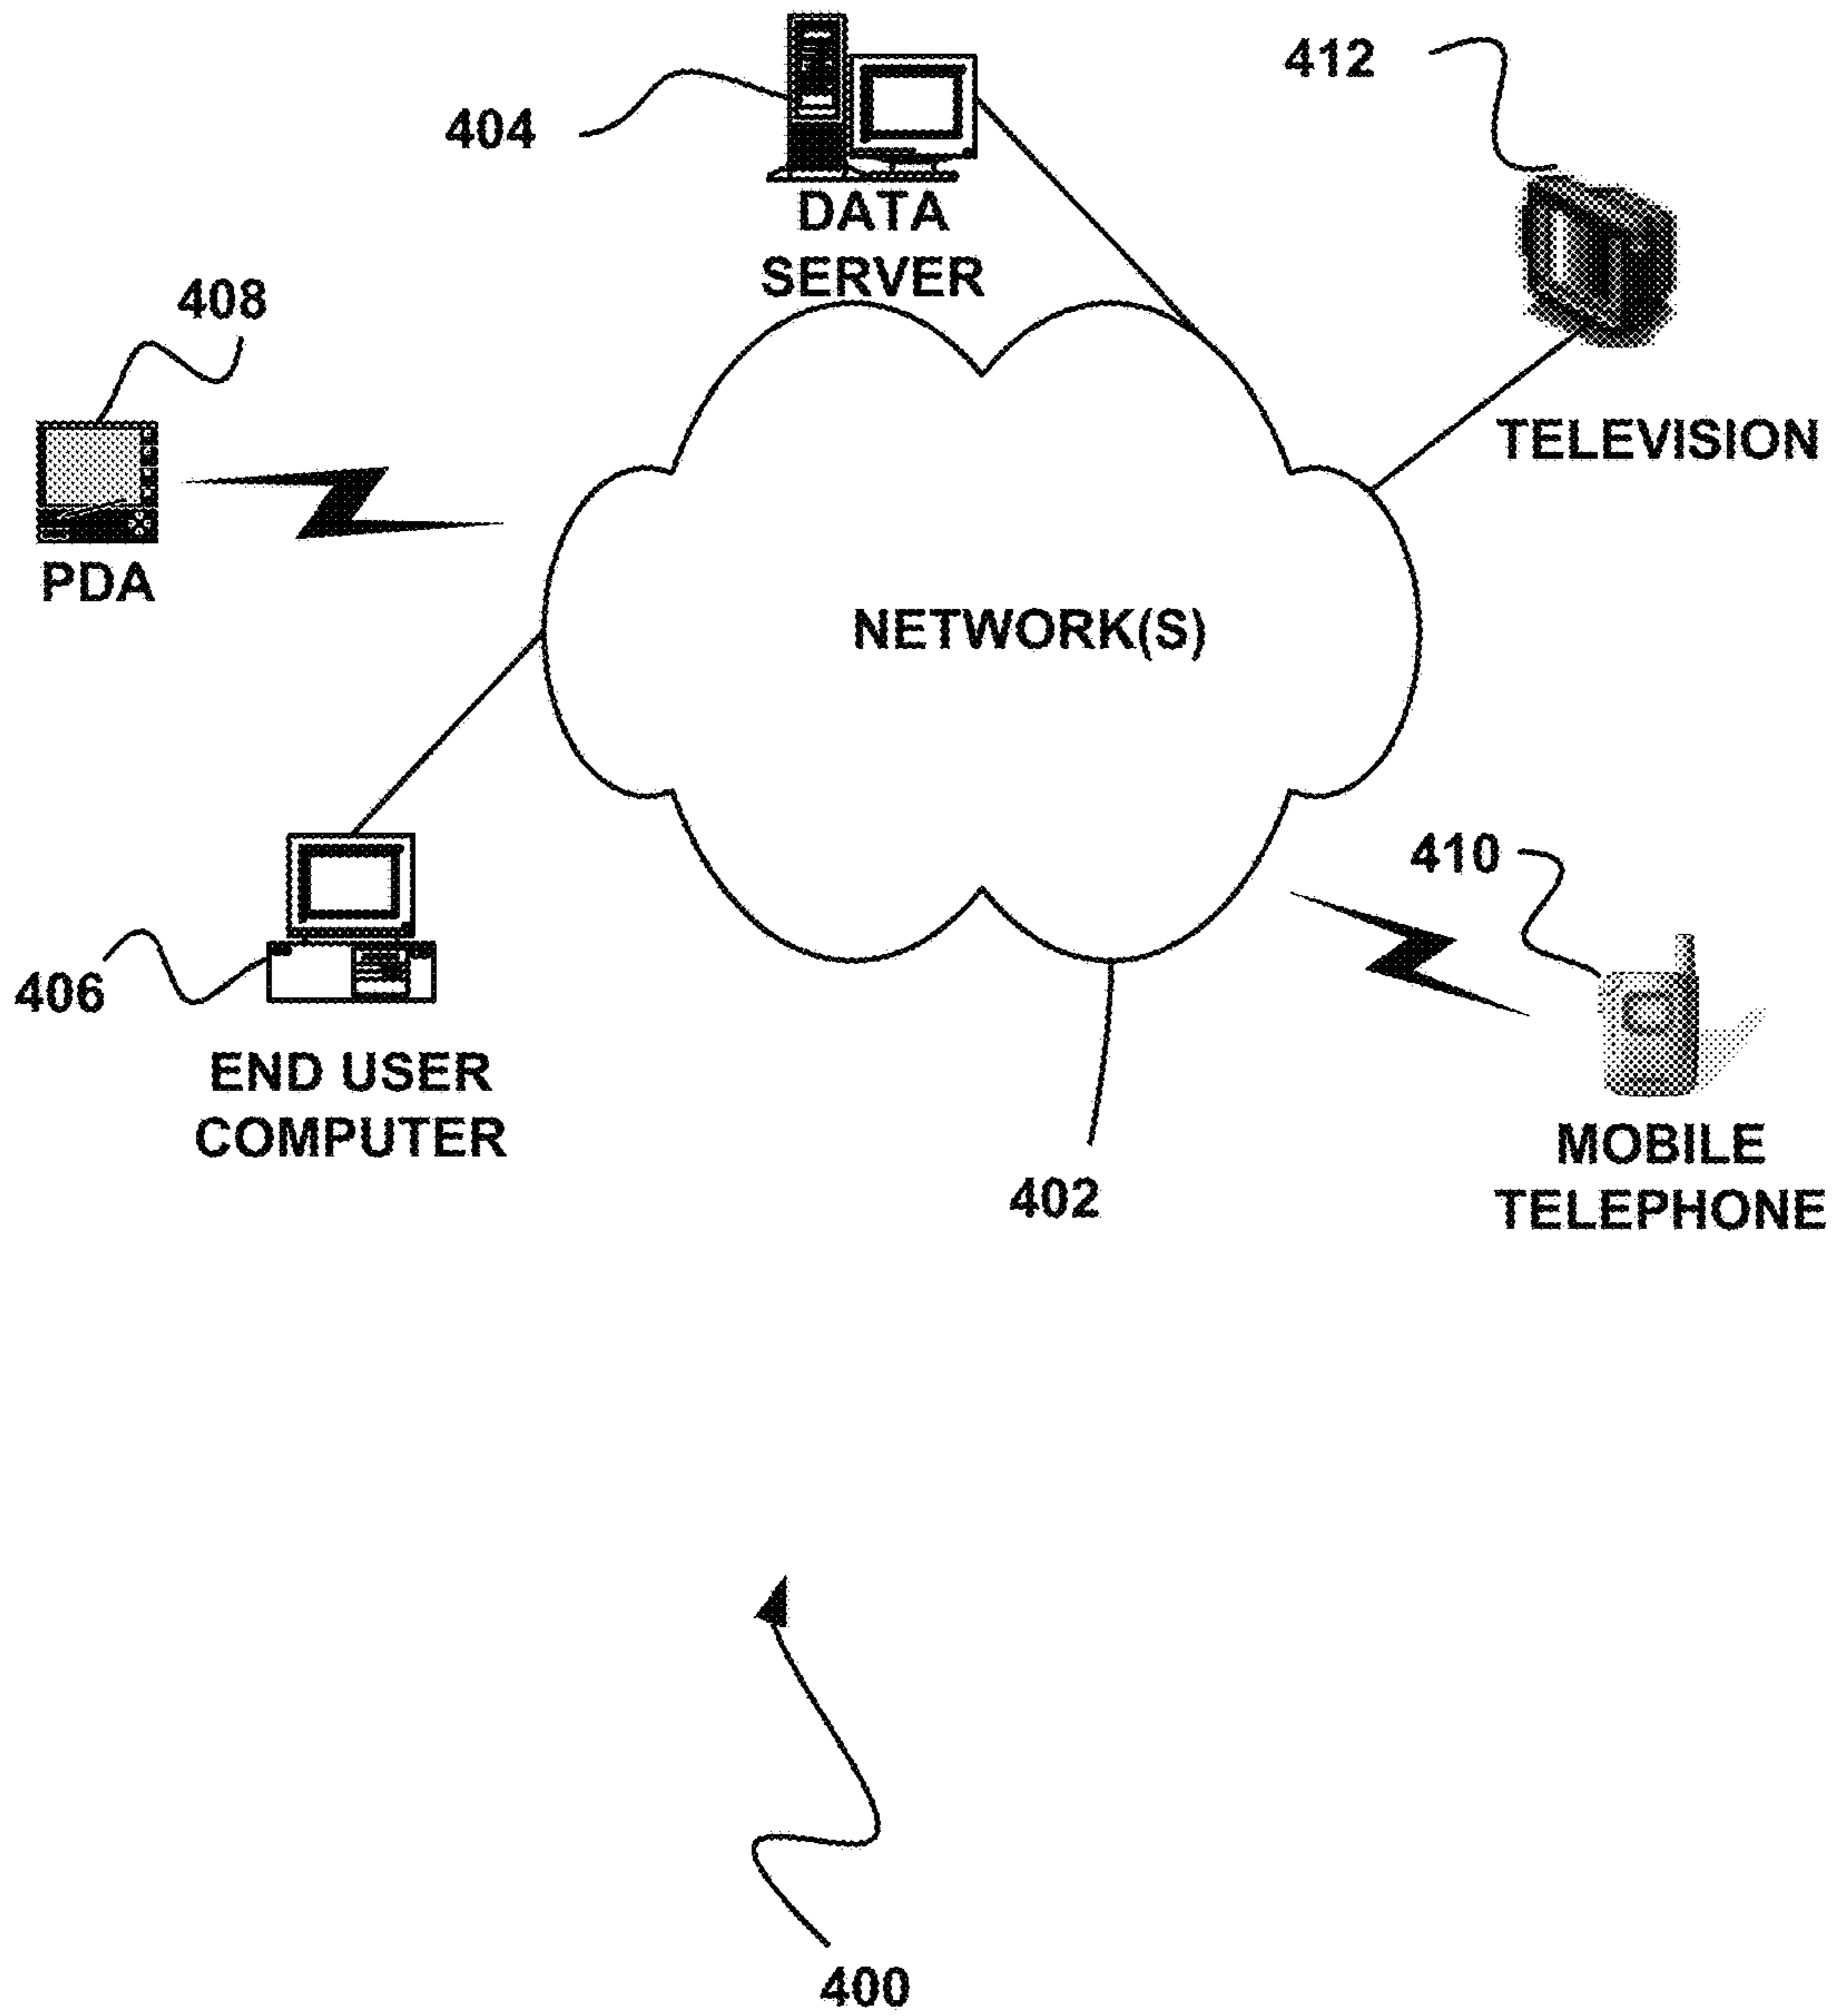 412
404
DATA
SERVER
408
TELEVISION
PDA
NETWORK(S)
410
406
END USER
COMPUTER
MOBILE
TELEPHONE
402
400